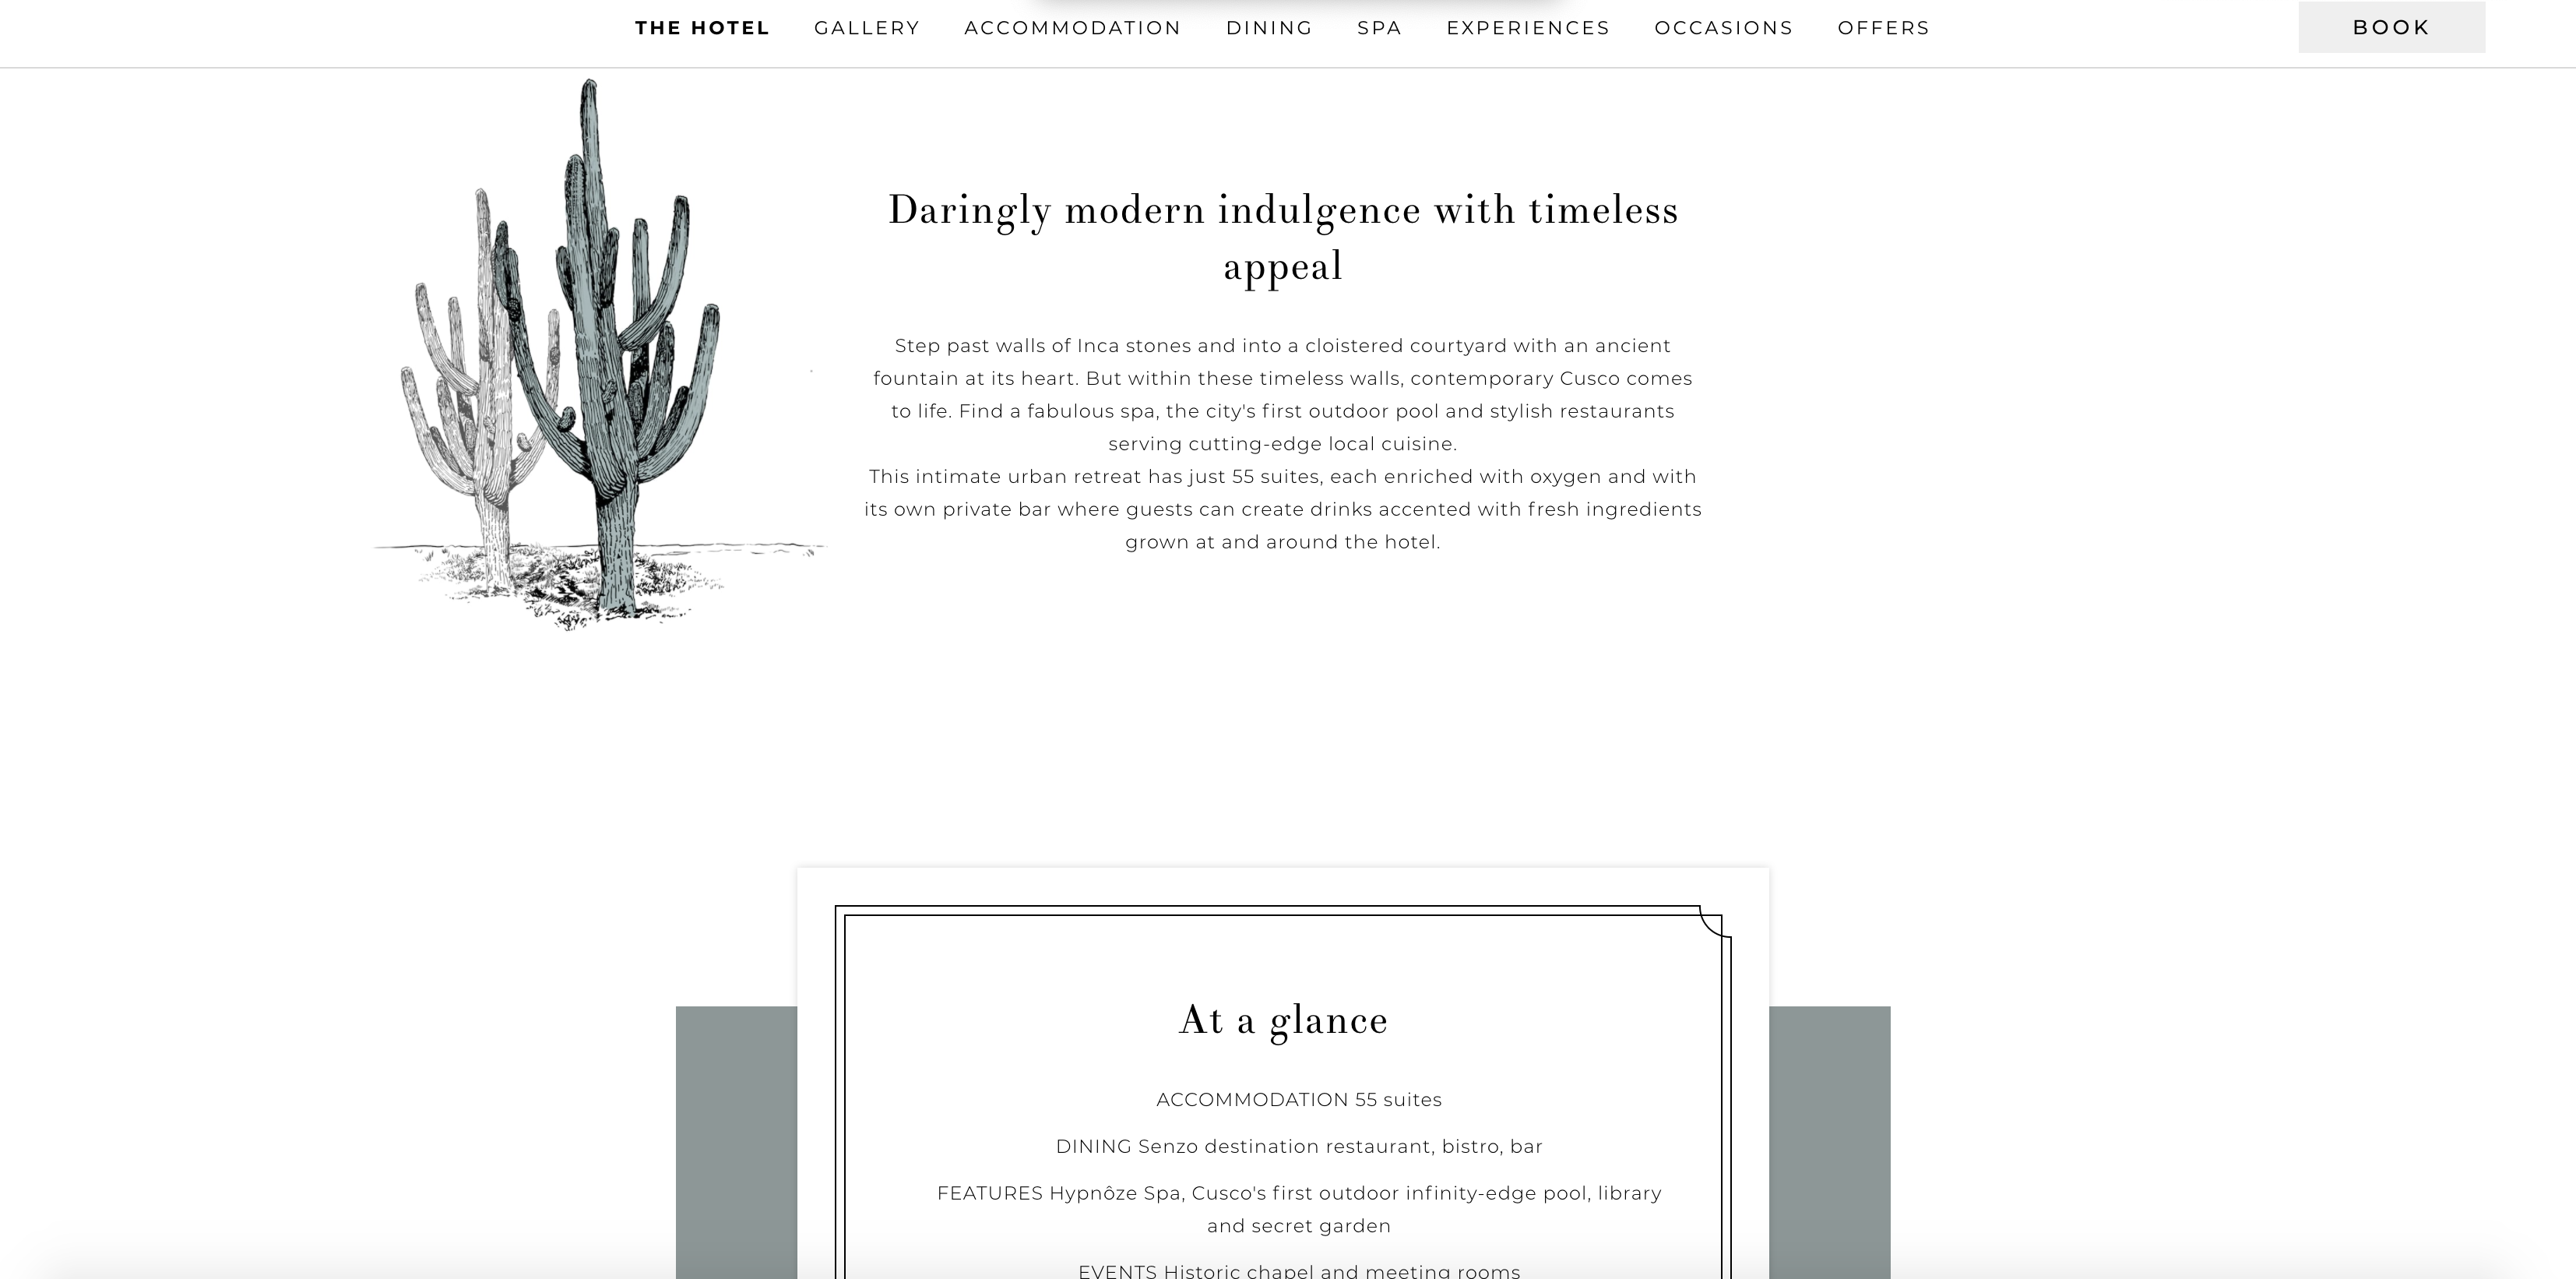 THE HOTEL GALLERY ACCOMMODATION DINING SPA EXPERIENCES OCCASIONS OFFERS BOOK
Daringly modern indulgence with timeless
appeal
Step past walls of Inca stones and into a cloistered courtyard with an ancient
fountain at its heart. But within these timeless walls, contemporary Cusco comes
to life. Find a fabulous spa, the city's first outdoor pool and stylish restaurants
serving cutting-edge local cuisine.
This intimate urban retreat has just 55 suites, each enriched with oxygen and with
its own private bar where guests can create drinks accented with fresh ingredients
grown at and around the hotel.
At a glance
ACCOMMODATION 55 suites
DINING Senzo destination restaurant, bistro, bar
FEATURES Hypnôze Spa, Cusco's first outdoor infinity-edge pool, library
and secret garden
EVENTS Historic chapel and meeting rooms